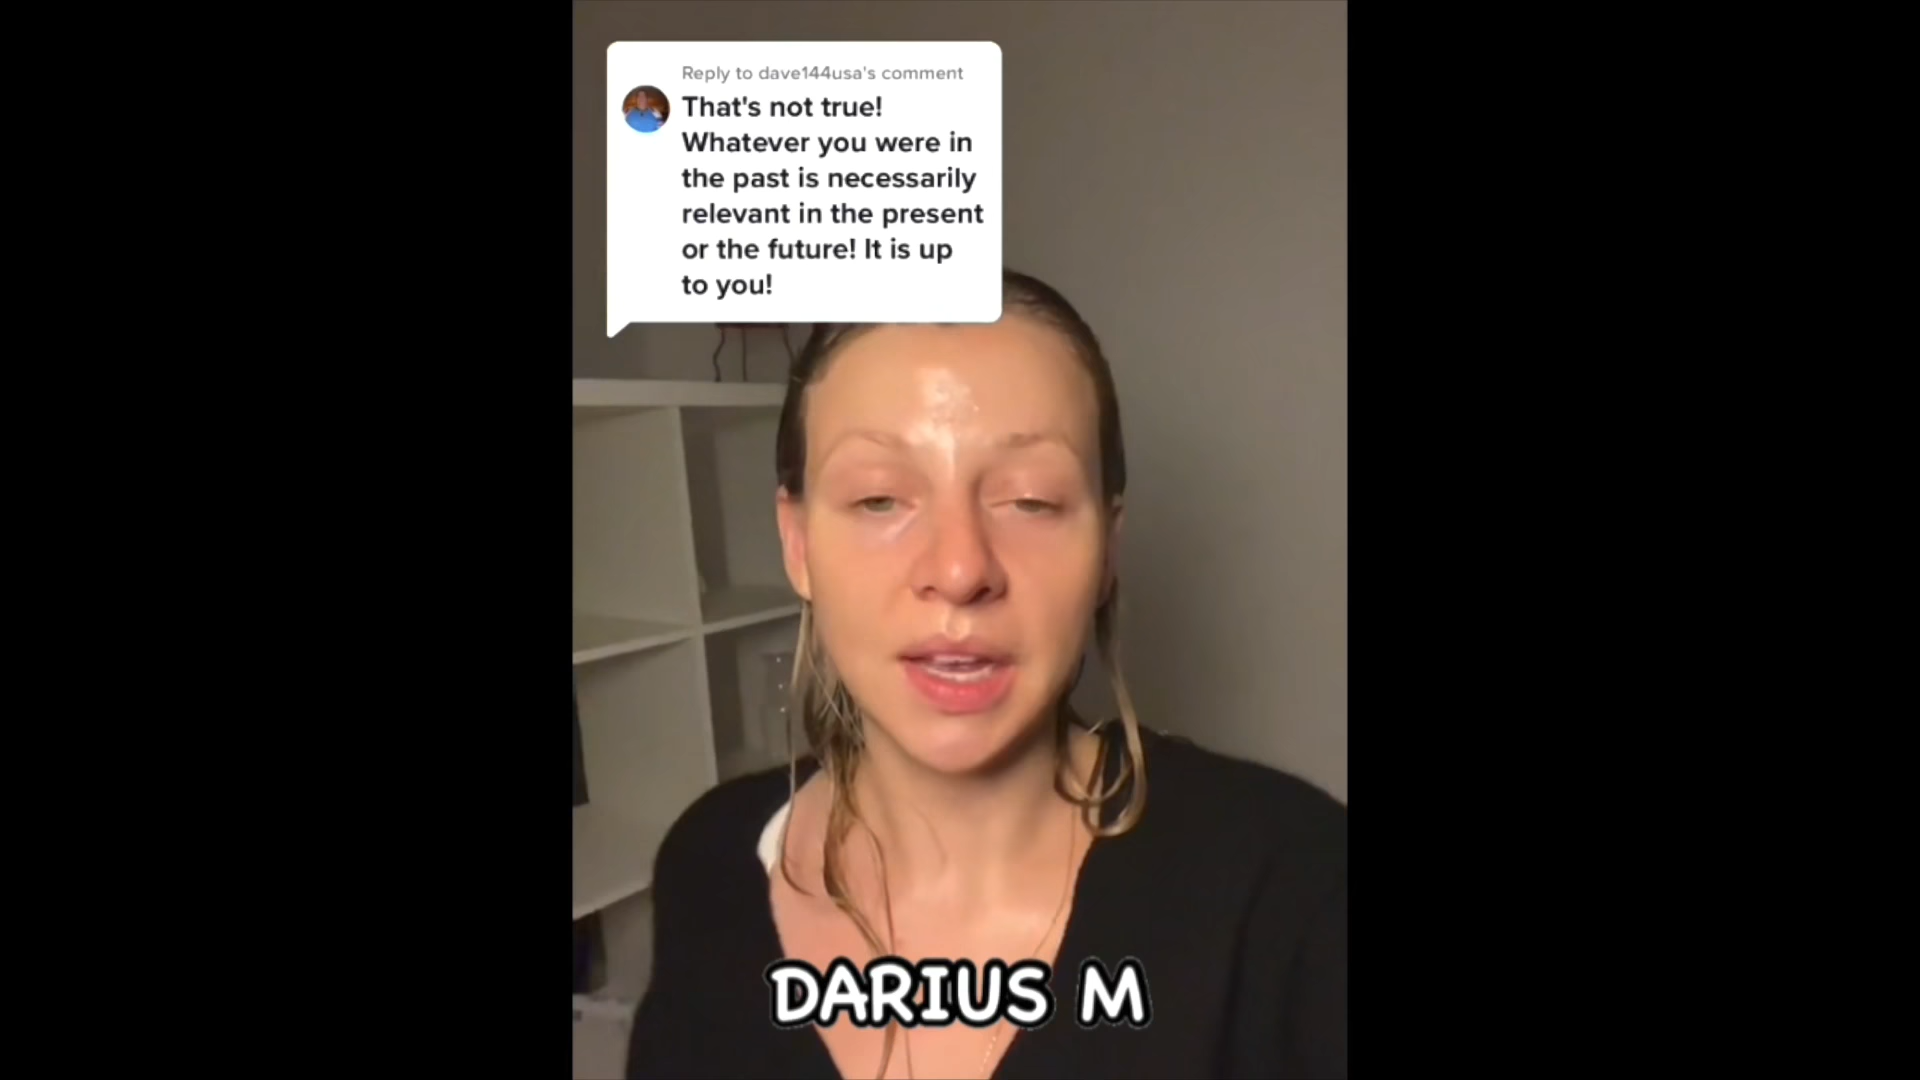 Reply to dave144usa's comment
That's not true!
Whatever you were in
the past is necessarily
relevant in the present
or the future! It is up
to you!
DARIUS M